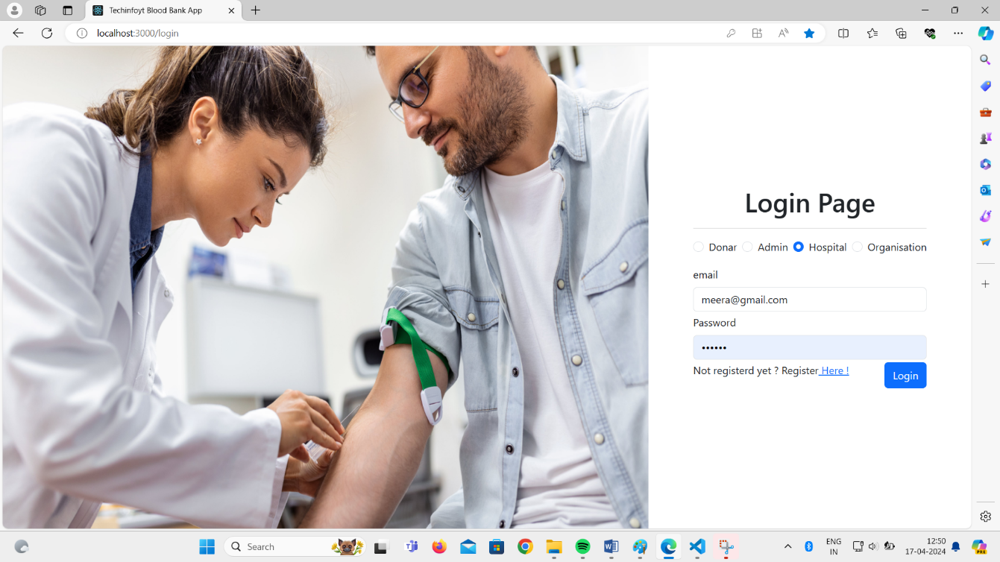 Techinfoyt Blood Bank App
localhost:3000/login
Login Page
Donar Admin Hospital Organisation
email
meera@gmail.com
Password
••••••
Not registerd yet ? Register Here !
Login
Search
ENG
IN
12:50
17-04-2024
PRE